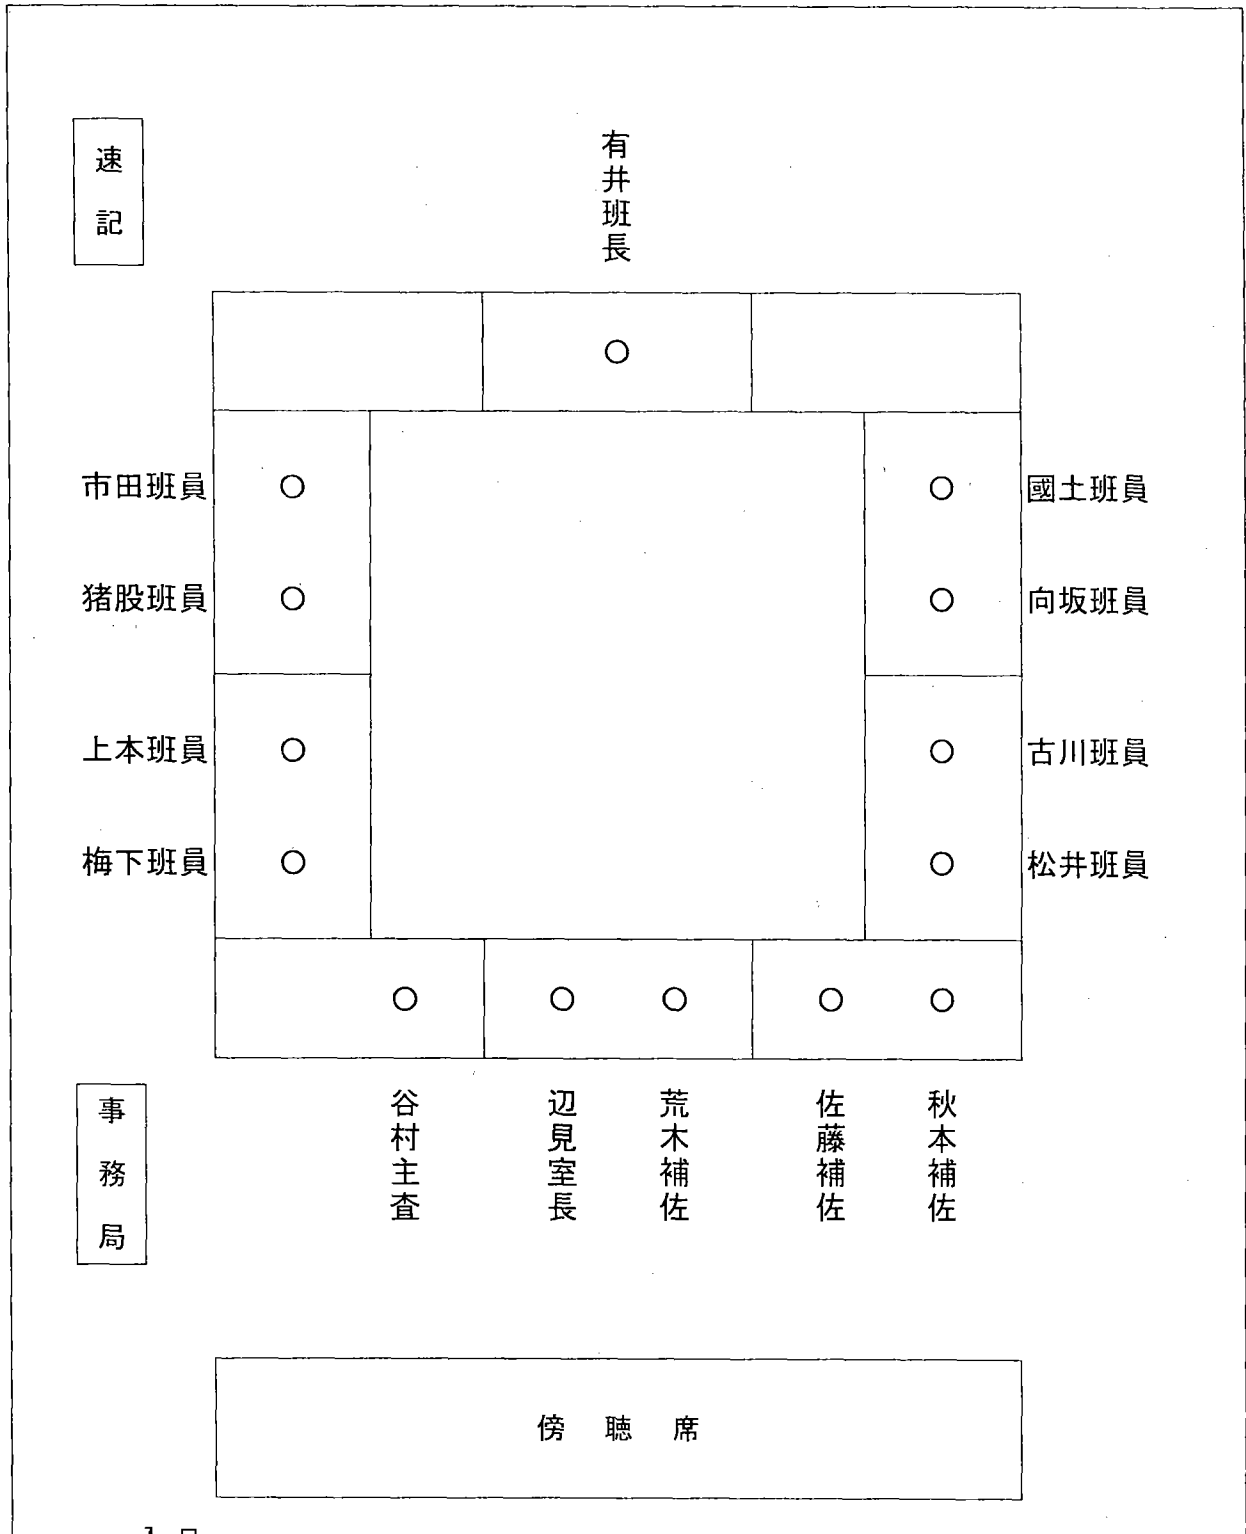 速記
有井班長
市田班員
國土班員
猪股班員
向坂班員
上本班員
古川班員
梅下班員
松井班員
事務局
谷村主査
辺見室長
荒木補佐
佐藤補佐
秋本補佐
傍聴席